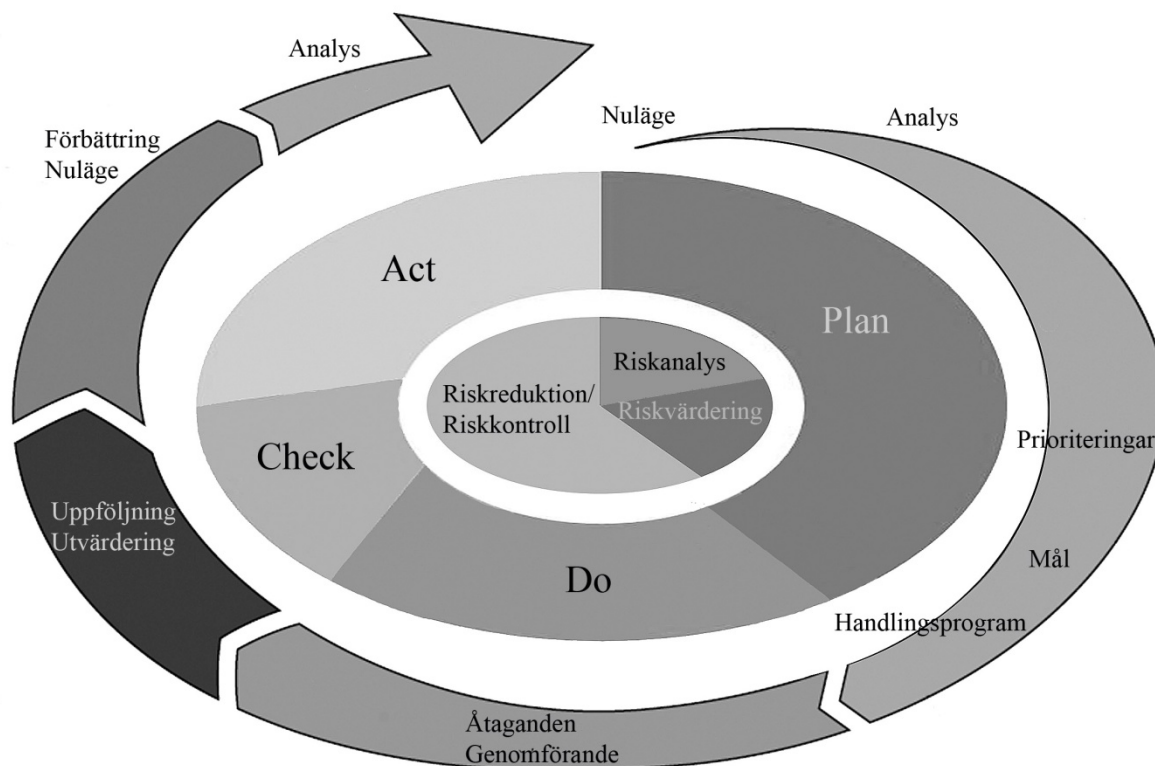 Analys
Nuläge
Analys
Förbättring
Nuläge
Act
Plan
Riskanalys
Riskreduktion/
Riskkontroll
Riskvärdering
Check
Prioriteringar
Uppföljning
Utvärdering
Mål
Do
Handlingsprogram
Åtaganden
Genomförande